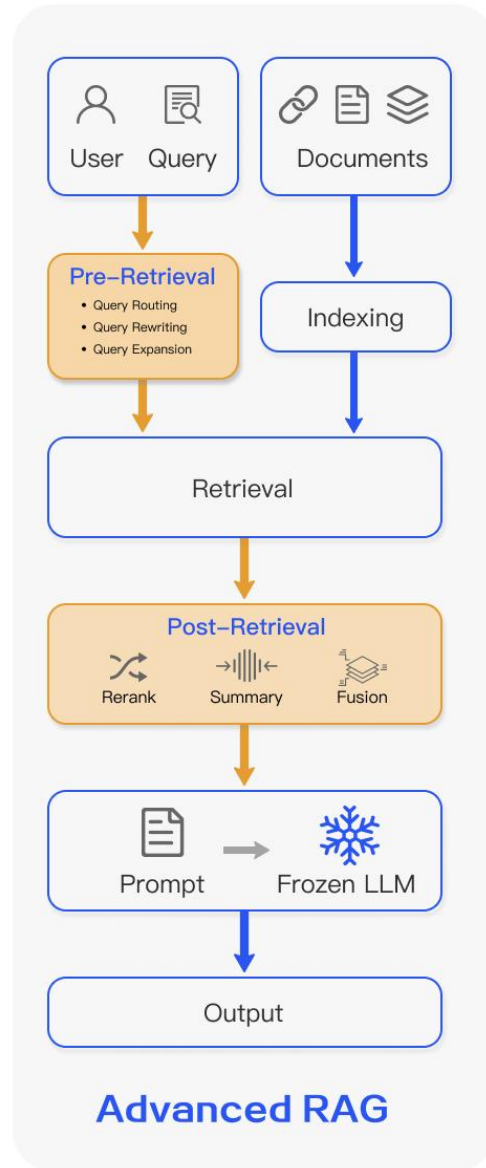 User Query
Documents
Pre–Retrieval
• Query Routing
• Query Rewriting
• Query Expansion
Indexing
Retrieval
Post–Retrieval
Rerank Summary Fusion
Prompt Frozen LLM
Output
Advanced RAG